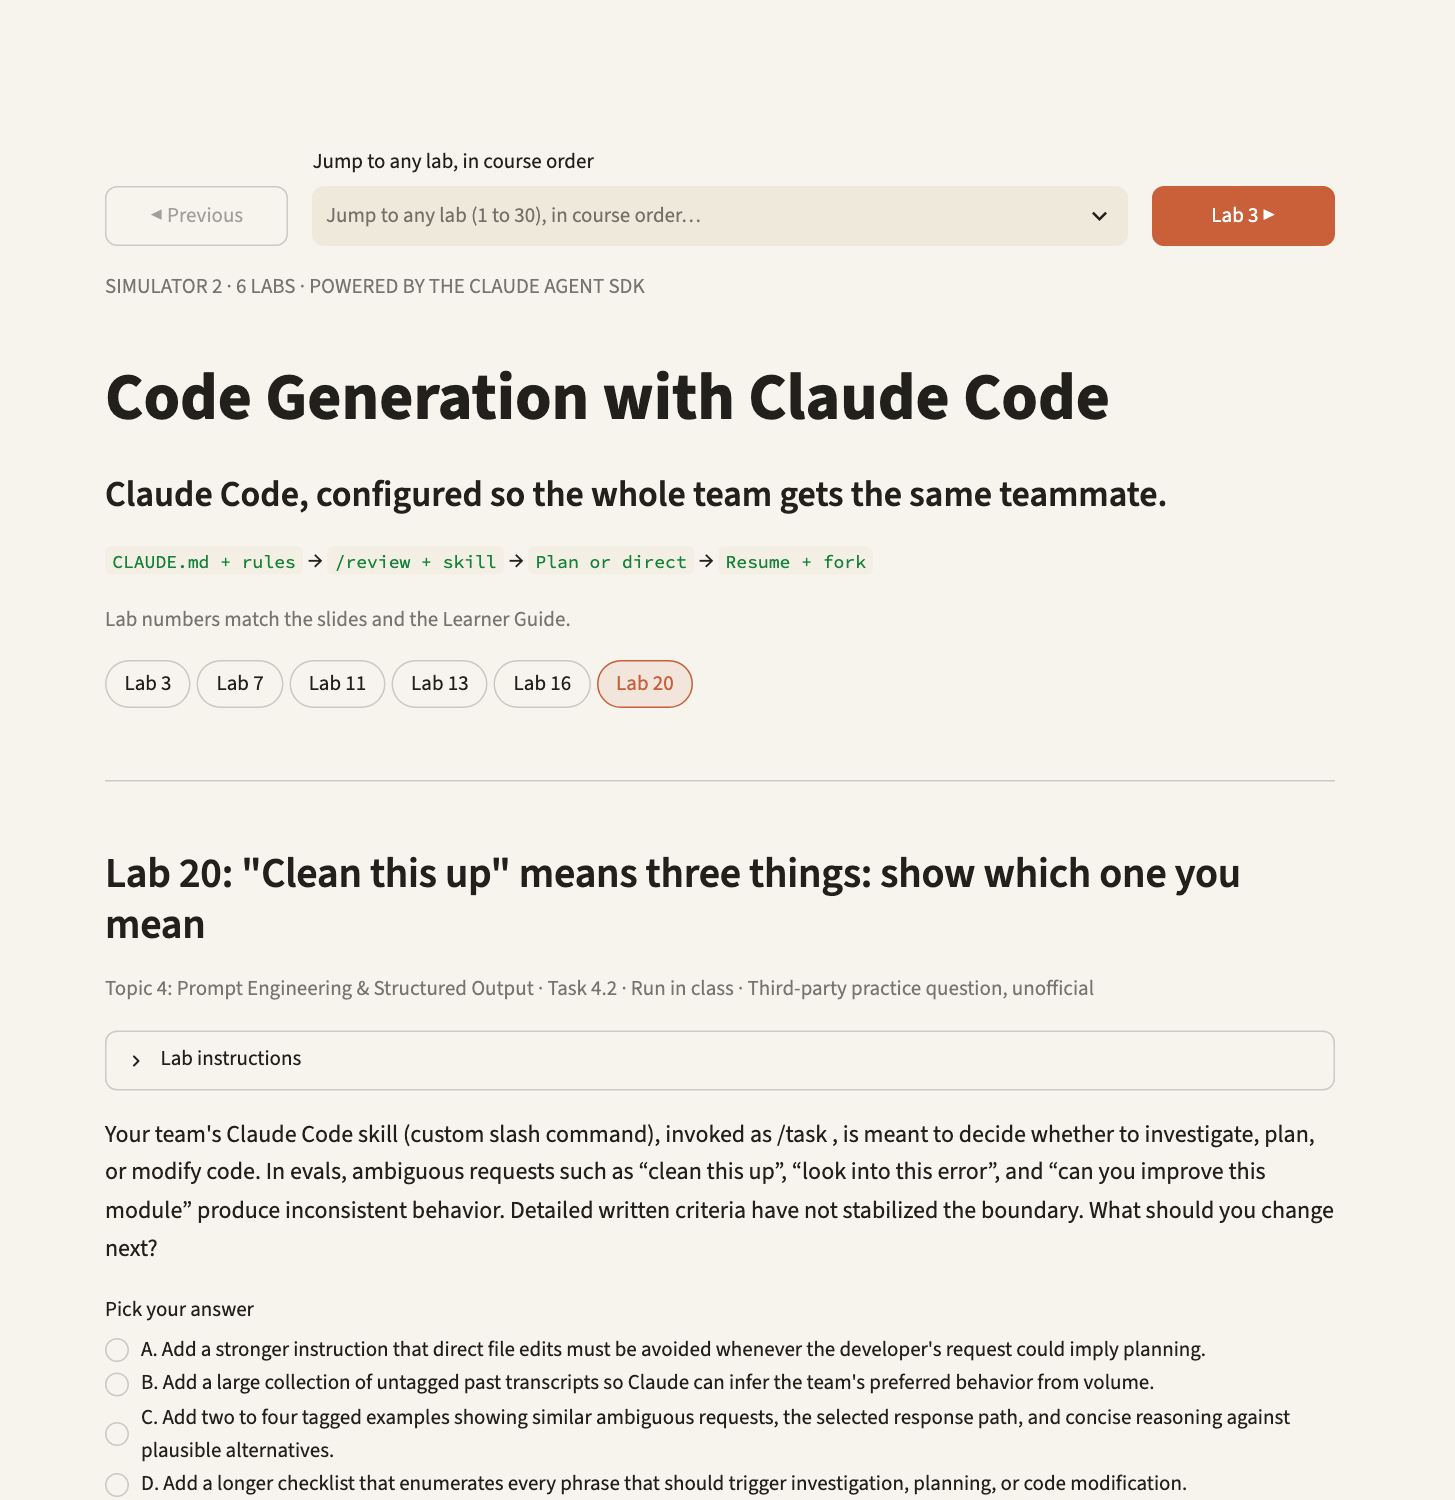 Jump to any lab, in course order
◀ Previous
Jump to any lab (1 to 30), in course order…
Lab 3 ▶
SIMULATOR 2 · 6 LABS · POWERED BY THE CLAUDE AGENT SDK
Code Generation with Claude Code
Claude Code, configured so the whole team gets the same teammate.
CLAUDE.md + rules → /review + skill → Plan or direct → Resume + fork
Lab numbers match the slides and the Learner Guide.
Lab 3 Lab 7 Lab 11 Lab 13 Lab 16 Lab 20
Lab 20: "Clean this up" means three things: show which one you
mean
Topic 4: Prompt Engineering & Structured Output · Task 4.2 · Run in class · Third-party practice question, unofficial
Lab instructions
Your team's Claude Code skill (custom slash command), invoked as /task , is meant to decide whether to investigate, plan,
or modify code. In evals, ambiguous requests such as “clean this up”, “look into this error”, and “can you improve this
module” produce inconsistent behavior. Detailed written criteria have not stabilized the boundary. What should you change
next?
Pick your answer
A. Add a stronger instruction that direct file edits must be avoided whenever the developer's request could imply planning.
B. Add a large collection of untagged past transcripts so Claude can infer the team's preferred behavior from volume.
C. Add two to four tagged examples showing similar ambiguous requests, the selected response path, and concise reasoning against
plausible alternatives.
D. Add a longer checklist that enumerates every phrase that should trigger investigation, planning, or code modification.